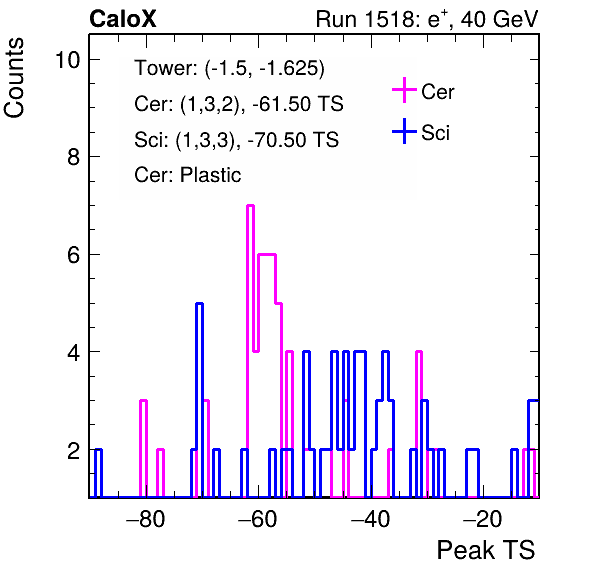 CaloX Run 1518: e⁺, 40 GeV
Counts
Tower: (-1.5, -1.625)
Cer: (1,3,2), -61.50 TS
Sci: (1,3,3), -70.50 TS
Cer: Plastic
Cer
Sci
10
8
6
4
2
−80 −60 −40 −20
Peak TS